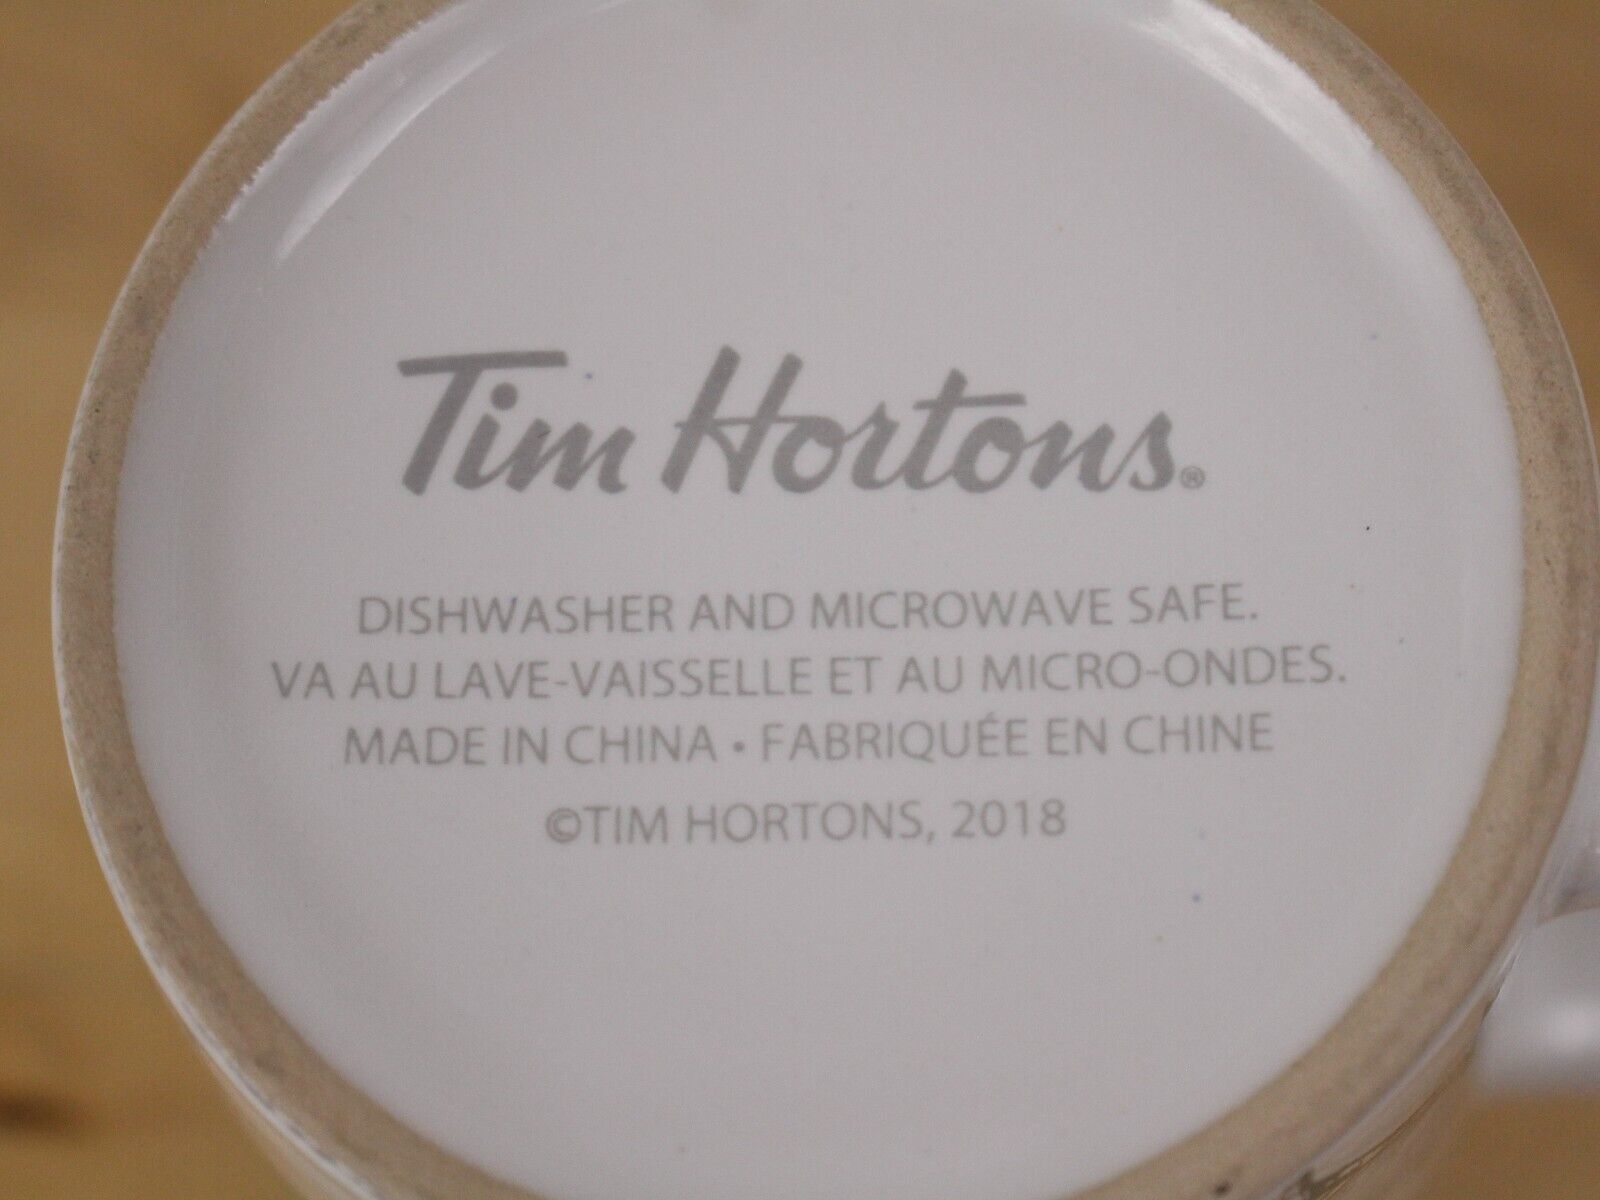 Tim Hortons®
DISHWASHER AND MICROWAVE SAFE.
VA AU LAVE-VAISSELLE ET AU MICRO-ONDES.
MADE IN CHINA • FABRIQUÉE EN CHINE
©TIM HORTONS, 2018